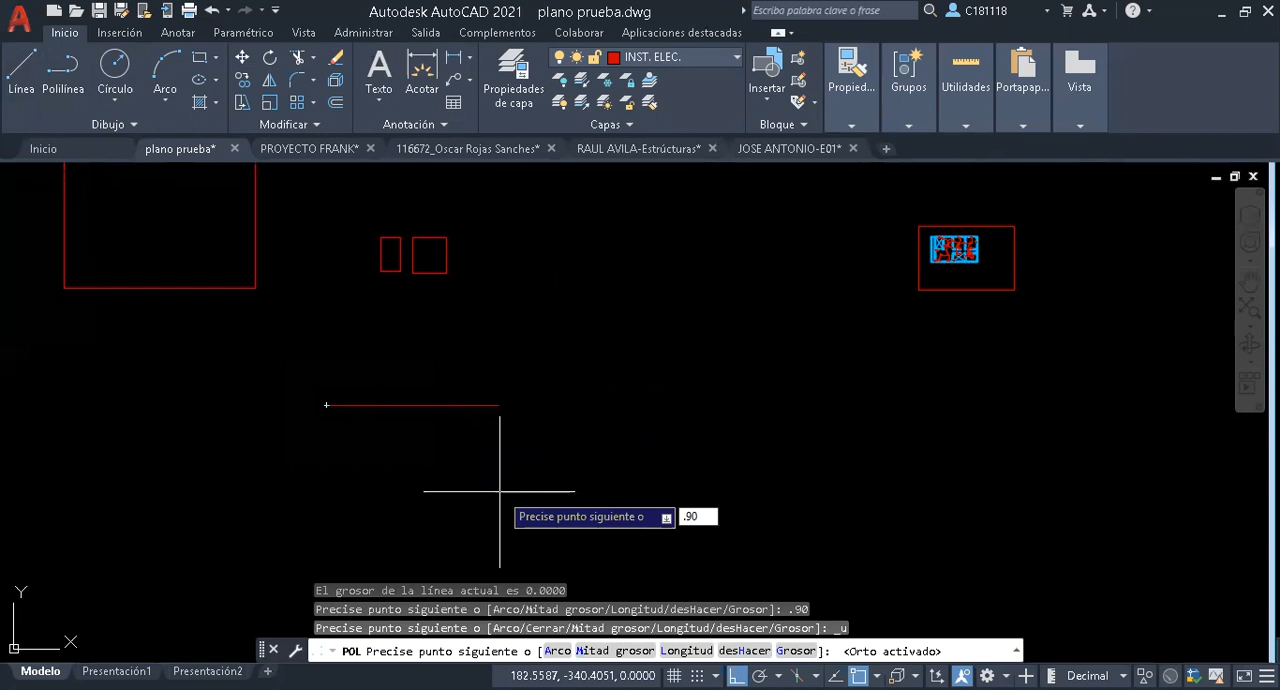 Autodesk AutoCAD 2021 plano prueba.dwg
Escriba palabra clave o frase
C181118
Inicio Inserción Anotar Paramétrico Vista Administrar Salida Complementos Colaborar Aplicaciones destacadas
INST. ELEC.
Línea Polilínea Círculo Arco
Texto Acotar
Propiedades
de capa
Insertar
Propied... Grupos Utilidades Portapap... Vista
Dibujo Modificar Anotación Capas Bloque
Inicio plano prueba* PROYECTO FRANK* 116672_Oscar Rojas Sanches* RAUL AVILA-Estrúcturas* JOSE ANTONIO-E01*
Precise punto siguiente o .90
El grosor de la línea actual es 0.0000
Precise punto siguiente o [Arco/Mitad grosor/Longitud/desHacer/Grosor]: .90
Precise punto siguiente o [Arco/Cerrar/Mitad grosor/Longitud/desHacer/Grosor]: _u
POL Precise punto siguiente o [Arco Mitad grosor Longitud desHacer Grosor]: <Orto activado>
Y
X
Modelo Presentación1 Presentación2
182.5587, -340.4051, 0.0000
Decimal